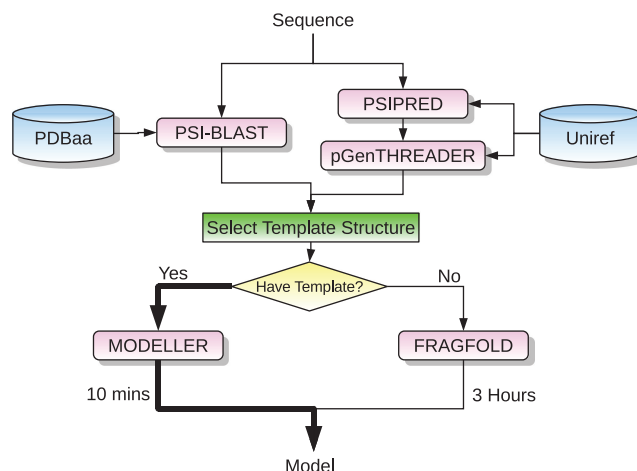 Sequence
PSIPRED
PDBaa
PSI-BLAST
Uniref
pGenTHREADER
Select Template Structure
Yes
Have Template?
No
MODELLER
FRAGFOLD
10 mins
3 Hours
Model